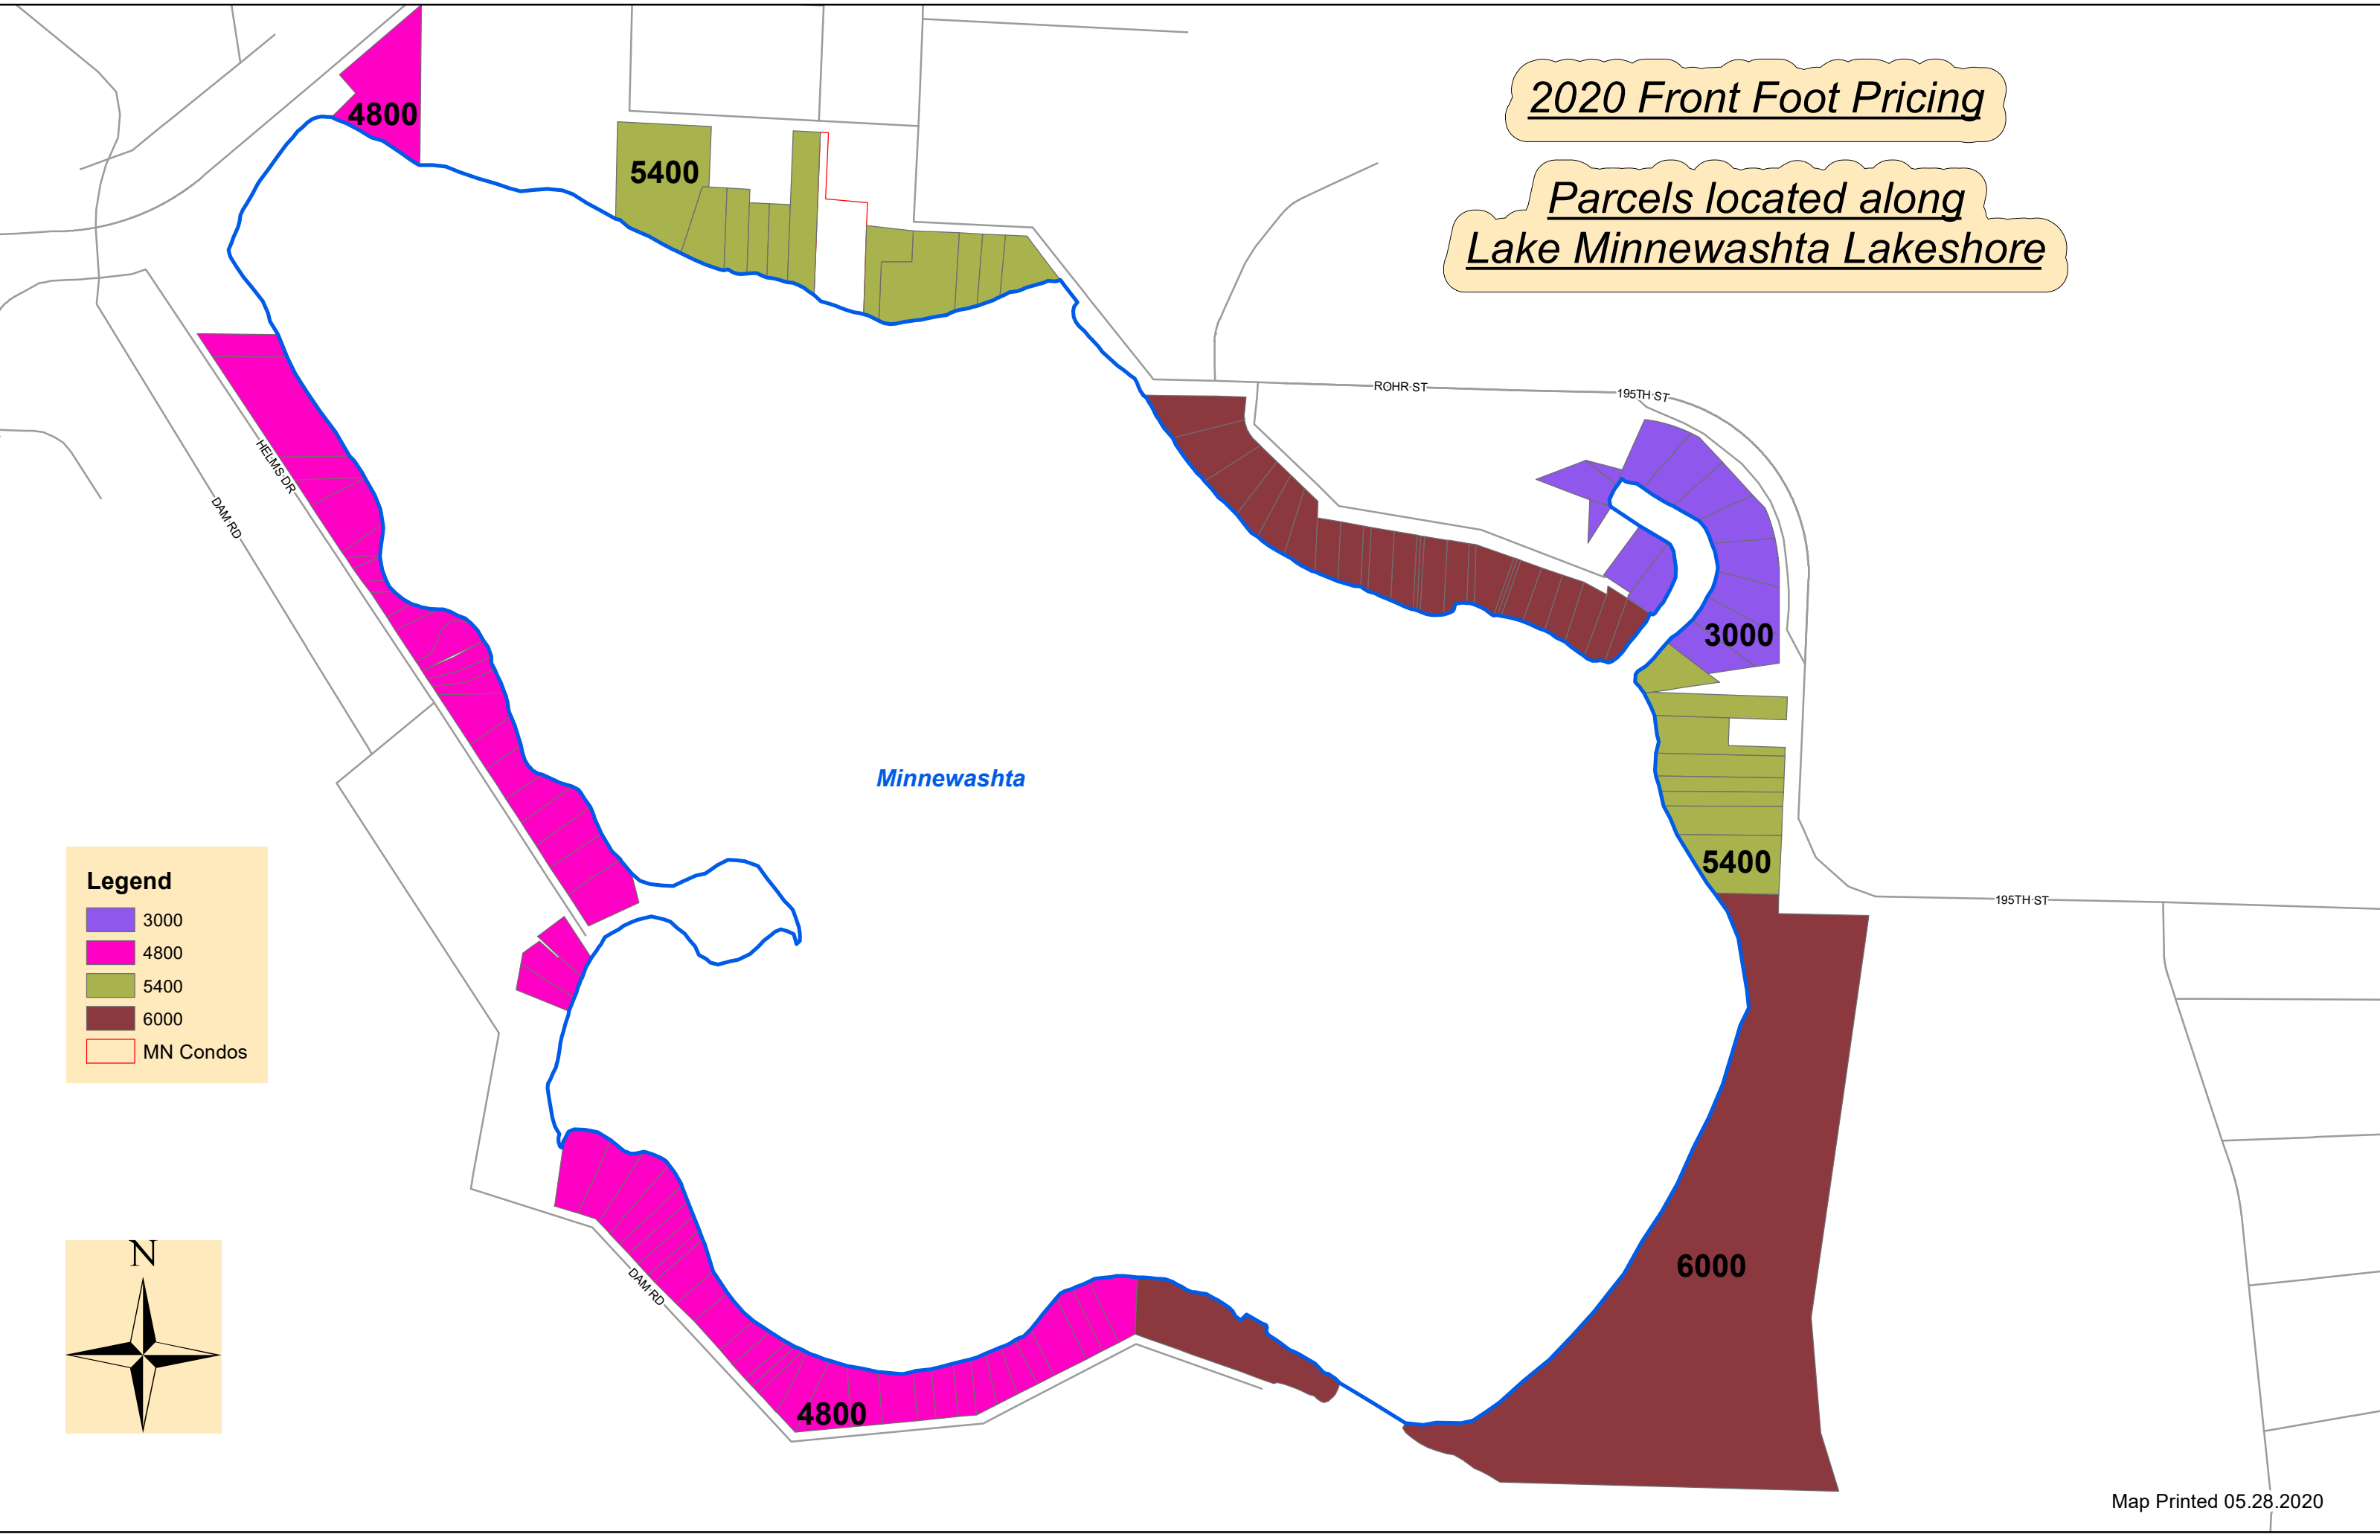 2020 Front Foot Pricing
Parcels located along
Lake Minnewashta Lakeshore
4800
5400
ROHR ST
195TH ST
HELMS DR
DAM RD
3000
Minnewashta
5400
195TH ST
Legend
3000
4800
5400
6000
MN Condos
N
6000
DAM RD
4800
Map Printed 05.28.2020